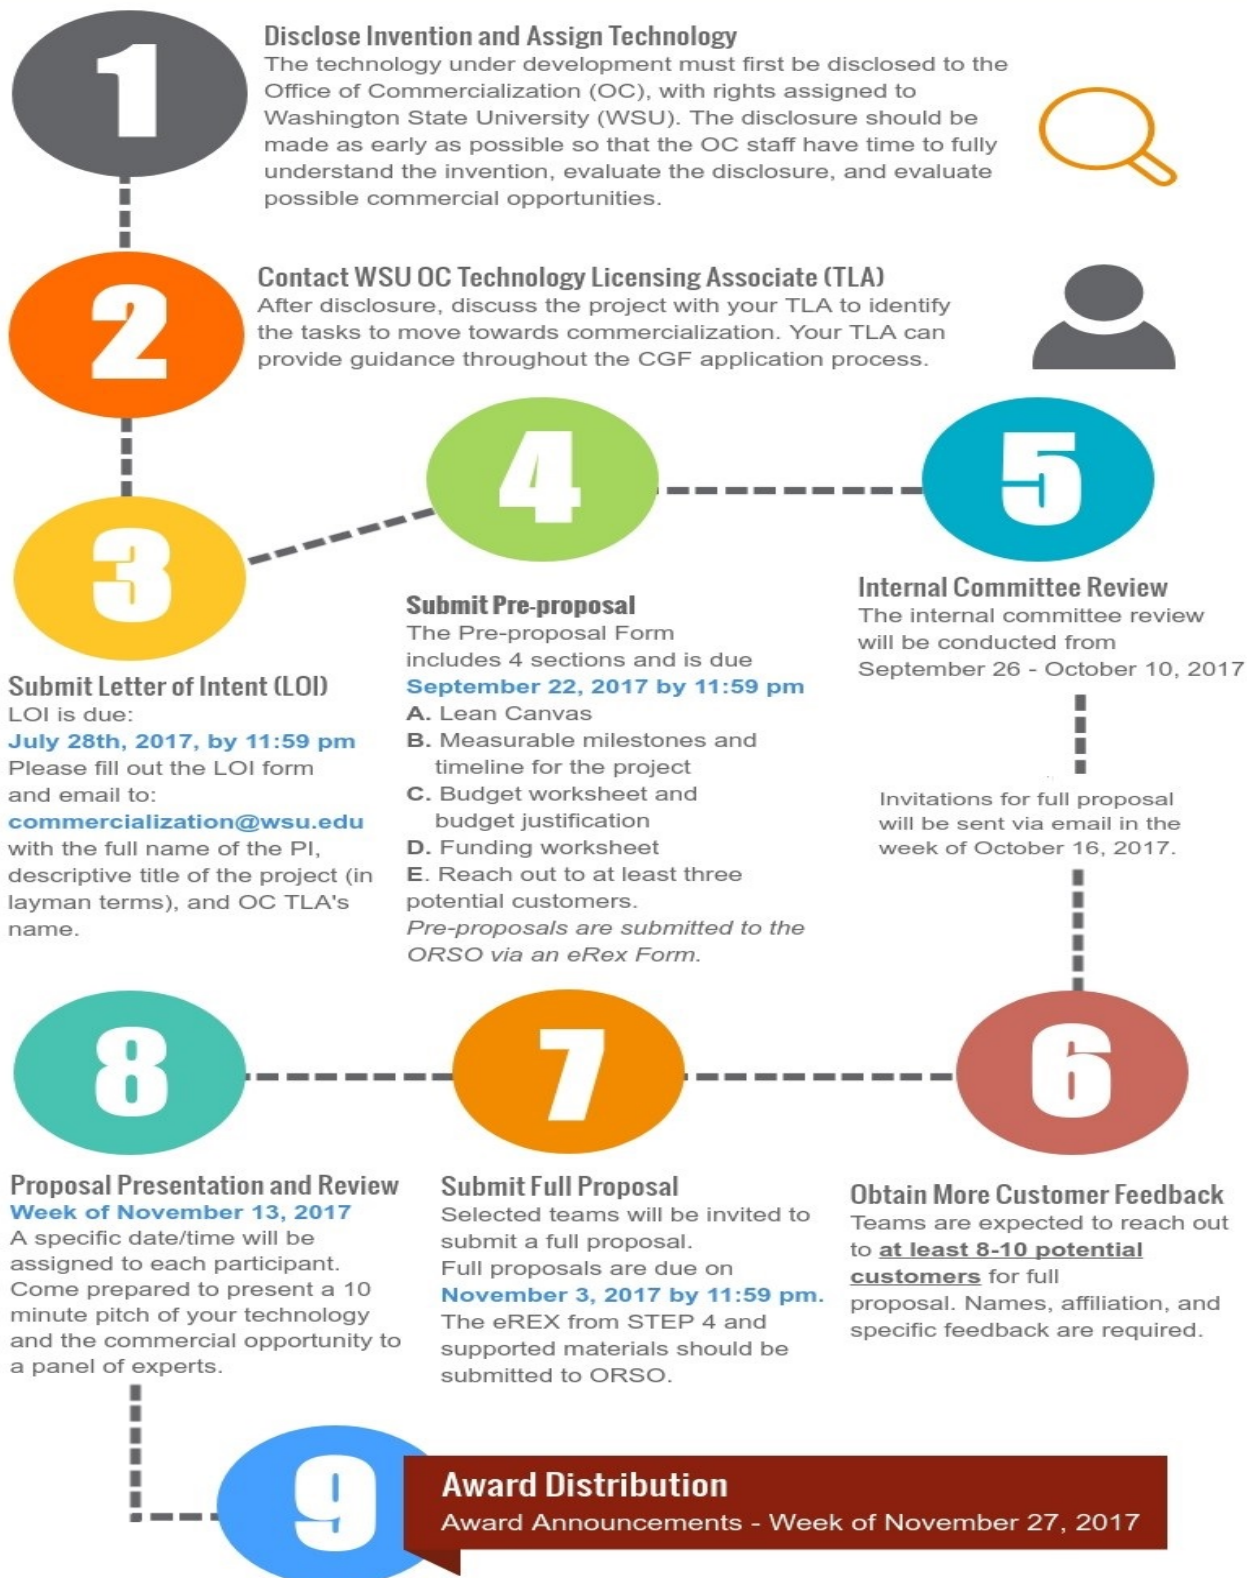 1
Disclose Invention and Assign Technology
The technology under development must first be disclosed to the
Office of Commercialization (OC), with rights assigned to
Washington State University (WSU). The disclosure should be
made as early as possible so that the OC staff have time to fully
understand the invention, evaluate the disclosure, and evaluate
possible commercial opportunities.
2
Contact WSU OC Technology Licensing Associate (TLA)
After disclosure, discuss the project with your TLA to identify
the tasks to move towards commercialization. Your TLA can
provide guidance throughout the CGF application process.
3
Submit Letter of Intent (LOI)
LOI is due:
July 28th, 2017, by 11:59 pm
Please fill out the LOI form
and email to:
commercialization@wsu.edu
with the full name of the PI,
descriptive title of the project (in
layman terms), and OC TLA's
name.
4
Submit Pre-proposal
The Pre-proposal Form
includes 4 sections and is due
September 22, 2017 by 11:59 pm
A. Lean Canvas
B. Measurable milestones and
timeline for the project
C. Budget worksheet and
budget justification
D. Funding worksheet
E. Reach out to at least three
potential customers.
Pre-proposals are submitted to the
ORSO via an eRex Form.
5
Internal Committee Review
The internal committee review
will be conducted from
September 26 - October 10, 2017
Invitations for full proposal
will be sent via email in the
week of October 16, 2017.
6
Obtain More Customer Feedback
Teams are expected to reach out
to at least 8-10 potential
customers for full
proposal. Names, affiliation, and
specific feedback are required.
7
Submit Full Proposal
Selected teams will be invited to
submit a full proposal.
Full proposals are due on
November 3, 2017 by 11:59 pm.
The eREX from STEP 4 and
supported materials should be
submitted to ORSO.
8
Proposal Presentation and Review
Week of November 13, 2017
A specific date/time will be
assigned to each participant.
Come prepared to present a 10
minute pitch of your technology
and the commercial opportunity to
a panel of experts.
9
Award Distribution
Award Announcements - Week of November 27, 2017